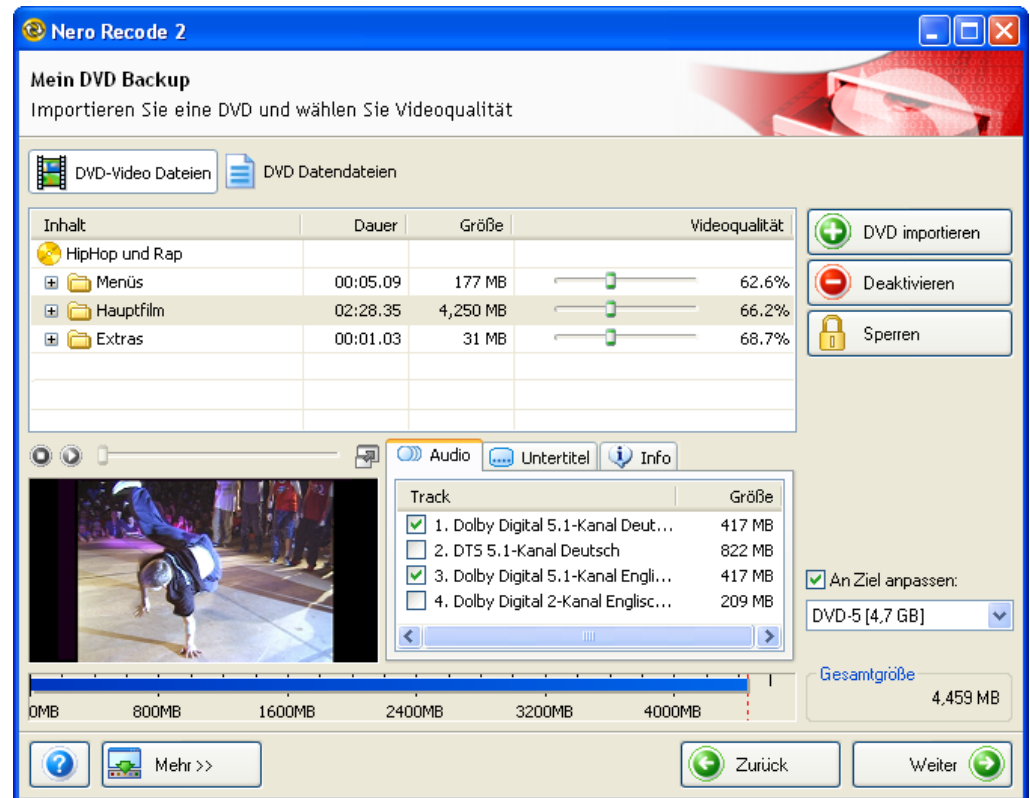 Nero Recode 2
Mein DVD Backup
Importieren Sie eine DVD und wählen Sie Videoqualität
DVD-Video Dateien DVD Datendateien
Inhalt Dauer Größe Videoqualität
HipHop und Rap
Menüs 00:05.09 177 MB 62.6%
Hauptfilm 02:28.35 4,250 MB 66.2%
Extras 00:01.03 31 MB 68.7%
DVD importieren
Deaktivieren
Sperren
Audio Untertitel Info
Track Größe
1. Dolby Digital 5.1-Kanal Deut... 417 MB
2. DTS 5.1-Kanal Deutsch 822 MB
3. Dolby Digital 5.1-Kanal Engli... 417 MB
4. Dolby Digital 2-Kanal Englisc... 209 MB
An Ziel anpassen:
DVD-5 [4,7 GB]
Gesamtgröße
4,459 MB
0MB 800MB 1600MB 2400MB 3200MB 4000MB
Mehr >> Zurück Weiter